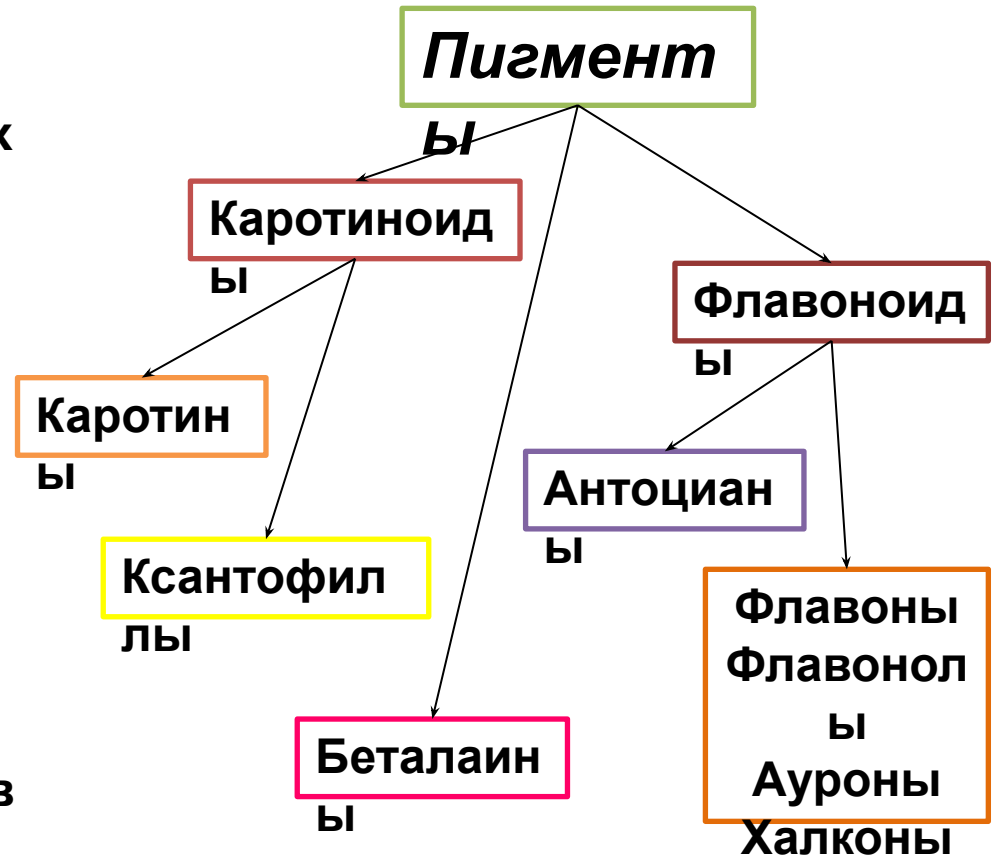 Пигмент
ы
х
Каротиноид
ы
Флавоноид
ы
Каротин
ы
Антоциан
ы
Ксантофил
лы
Флавоны
Флавонол
ы
Ауроны
Халконы
Беталаин
ы
в